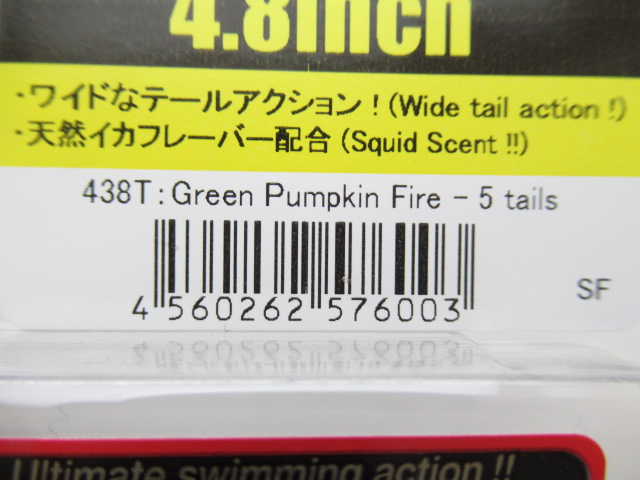 4.8inch
・ワイドなテールアクション！(Wide tail action !)
・天然イカフレーバー配合 (Squid Scent !!)
438T : Green Pumpkin Fire - 5 tails
4 560262 576003
SF
Ultimate swimming action !!